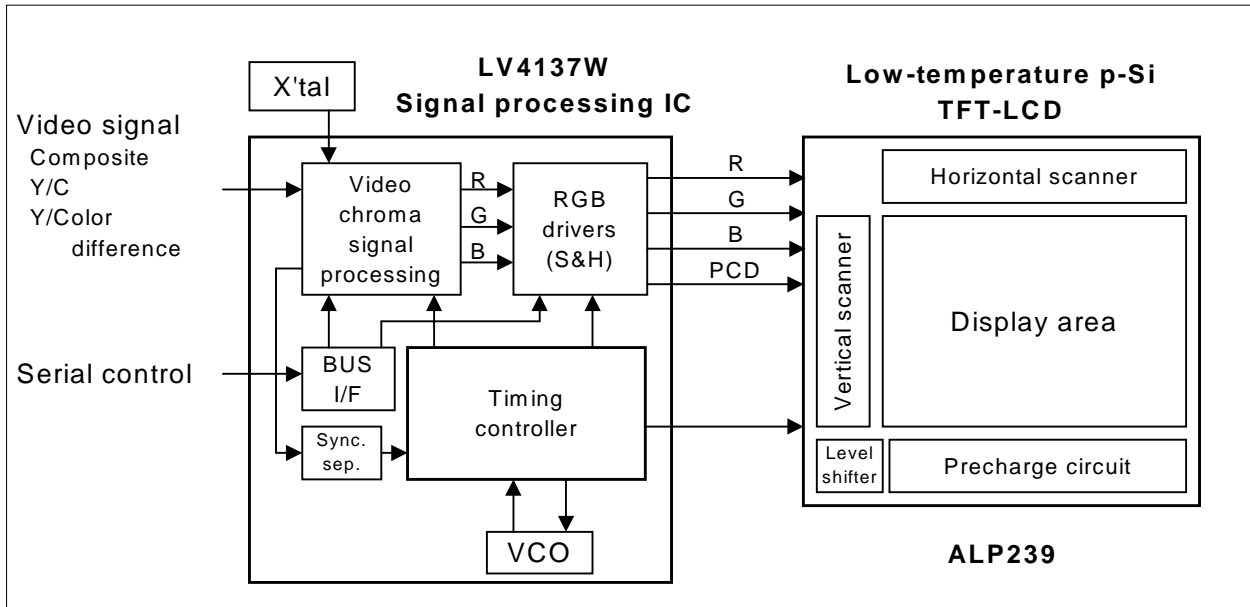 LV4137W
Signal processing IC
Low-temperature p-Si
TFT-LCD
X'tal
Video signal
Composite
Y/C
Y/Color
difference
Serial control
Video
chroma
signal
processing
R
G
B
RGB
drivers
(S&H)
R
G
B
PCD
BUS
I/F
Sync.
sep.
Timing
controller
VCO
Horizontal scanner
Vertical scanner
Display area
Level
shifter
Precharge circuit
ALP239